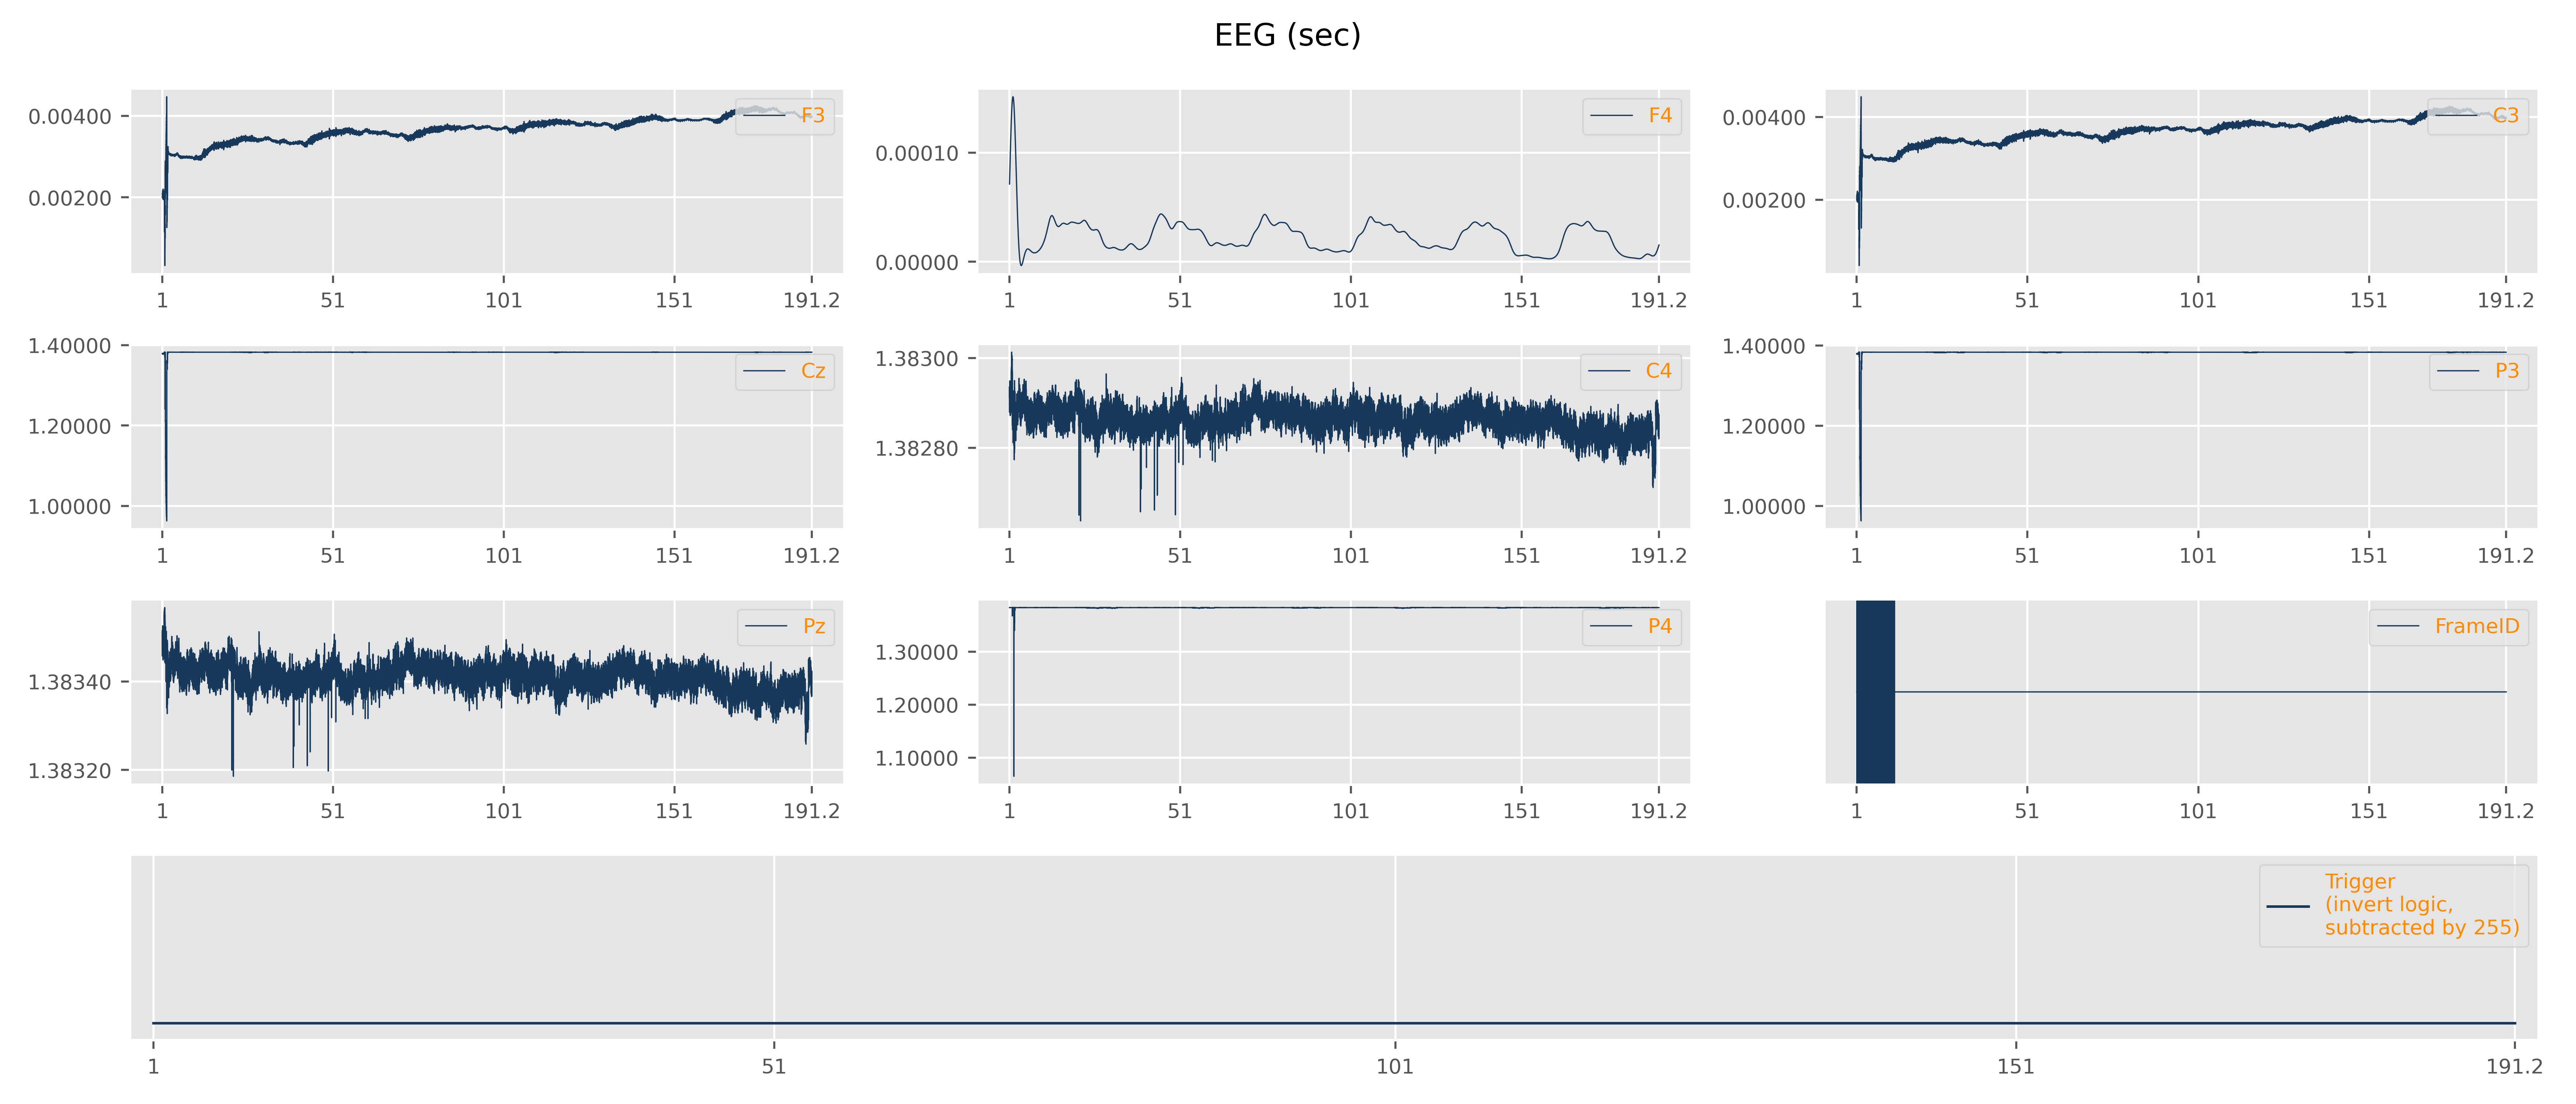 EEG (sec)
0.00400
0.00200
F3
1 51 101 151 191.2
0.00010
0.00000
F4
1 51 101 151 191.2
0.00400
0.00200
C3
1 51 101 151 191.2
1.40000
1.20000
1.00000
Cz
1 51 101 151 191.2
1.38300
1.38280
C4
1 51 101 151 191.2
1.40000
1.20000
1.00000
P3
1 51 101 151 191.2
1.38340
1.38320
Pz
1 51 101 151 191.2
1.30000
1.20000
1.10000
P4
1 51 101 151 191.2
FrameID
1 51 101 151 191.2
Trigger
(invert logic,
subtracted by 255)
1 51 101 151 191.2